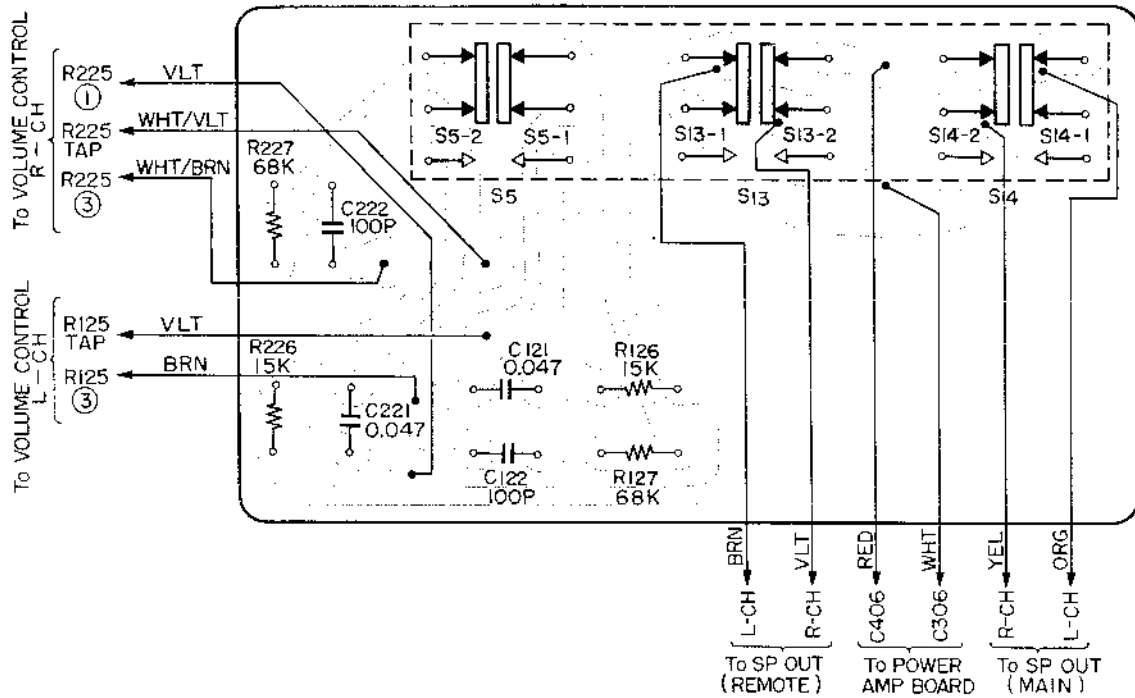 To VOLUME CONTROL
R-CH
R225
①
R225
TAP
R225
③
VLT
WHT/VLT
WHT/BRN
R227
68K
C222
100P
S5-2
S5-1
S5
S13-1
S13-2
S13
S14-2
S14-1
S14
To VOLUME CONTROL
L-CH
R125
TAP
R125
③
VLT
BRN
R226
15K
C221
0.047
C121
0.047
C122
100P
R126
15K
R127
68K
BRN
VLT
RED
WHT
YEL
ORG
L-CH
R-CH
C406
C306
R-CH
L-CH
To SP OUT
(REMOTE)
To POWER
AMP BOARD
To SP OUT
(MAIN)